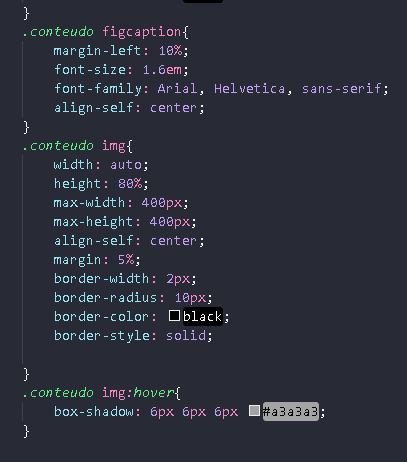 }
.conteudo figcaption{
    margin-left: 10%;
    font-size: 1.6em;
    font-family: Arial, Helvetica, sans-serif;
    align-self: center;
}
.conteudo img{
    width: auto;
    height: 80%;
    max-width: 400px;
    max-height: 400px;
    align-self: center;
    margin: 5%;
    border-width: 2px;
    border-radius: 10px;
    border-color: black;
    border-style: solid;
}
.conteudo img:hover{
    box-shadow: 6px 6px 6px #a3a3a3;
}